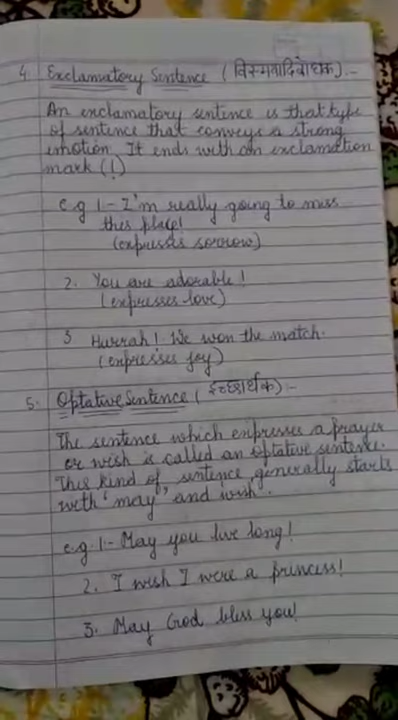 4. Exclamatory Sentence (विस्मयादिबोधक) :-
An exclamatory sentence is that type
of sentence that conveys a strong
emotion. It ends with an exclamation
mark (!)
e.g 1.- I'm really going to miss
this place!
(expresses sorrow)
2. You are adorable!
(expresses love)
3 Hurrah! We won the match.
(expresses joy)
5. Optative Sentence (इच्छार्थक) :-
The sentence which expresses a prayer
or wish is called an optative sentence.
This kind of sentence generally starts
with 'may' and wish'.
e.g. 1:- May you live long!
2. I wish I were a princess!
3. May God bless you!